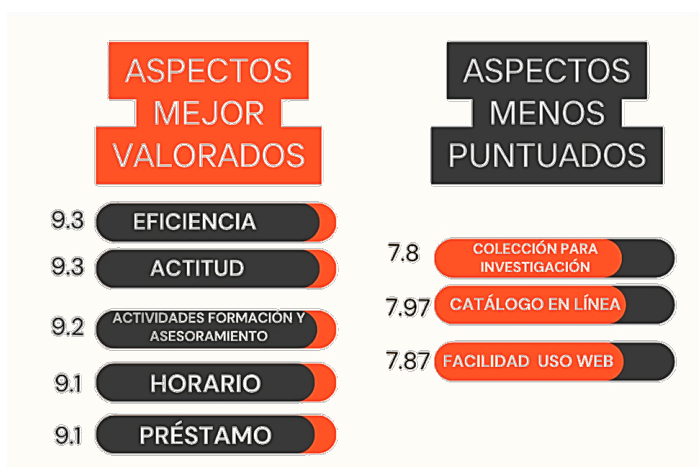 ASPECTOS
MEJOR
VALORADOS
9.3 EFICIENCIA
9.3 ACTITUD
9.2 ACTIVIDADES FORMACIÓN Y
ASESORAMIENTO
9.1 HORARIO
9.1 PRÉSTAMO
ASPECTOS
MENOS
PUNTUADOS
7.8 COLECCIÓN PARA
INVESTIGACIÓN
7.97 CATÁLOGO EN LÍNEA
7.87 FACILIDAD USO WEB